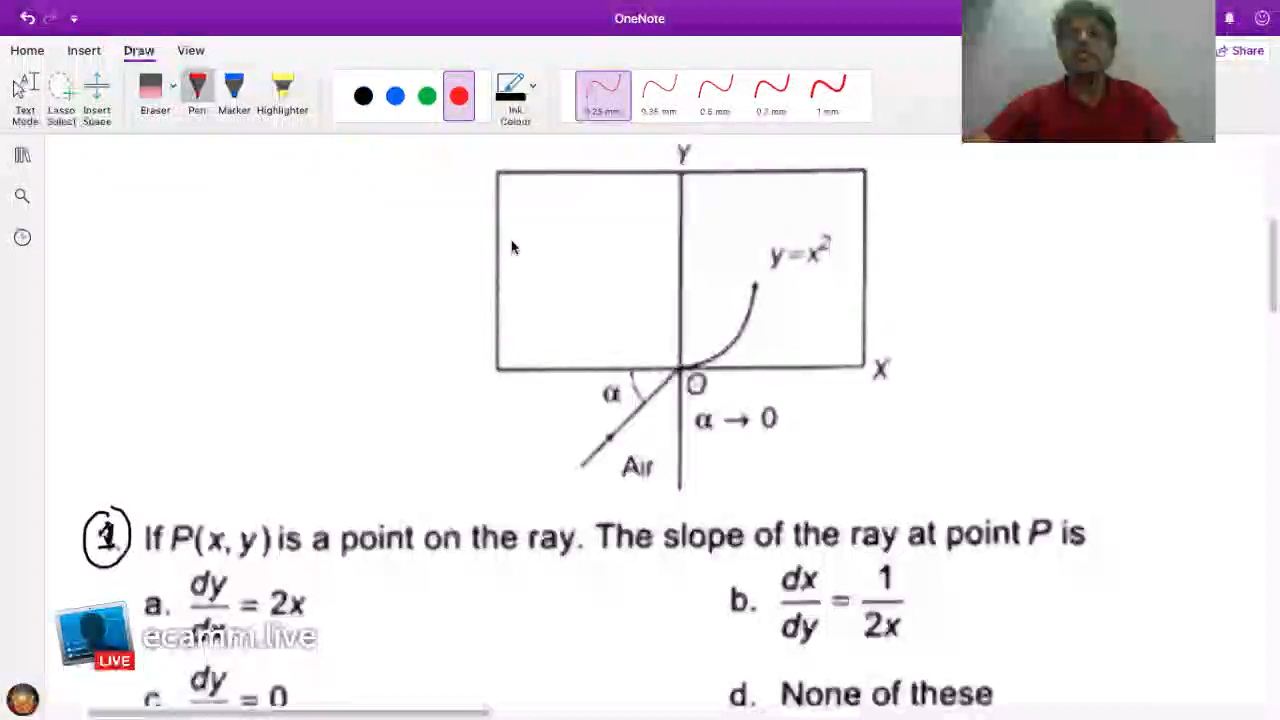 OneNote
Home Insert Draw View
Share
Text Mode
Lasso Select
Insert Space
Eraser
Pen
Marker
Highlighter
Ink Colour
0.25 mm
0.35 mm
0.5 mm
0.7 mm
1 mm
Y
y=x²
X
α
O
α → 0
Air
1. If P(x, y) is a point on the ray. The slope of the ray at point P is
a. dy/dx = 2x
b. dx/dy = 1/2x
ecamm.live
LIVE
c. dy = 0
d. None of these